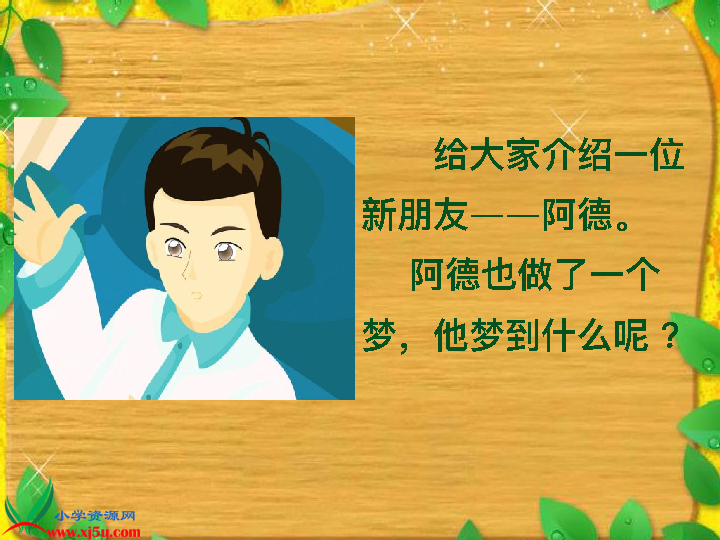 给大家介绍一位
新朋友——阿德。
阿德也做了一个
梦，他梦到什么呢？
小学资源网
www.xj5u.com